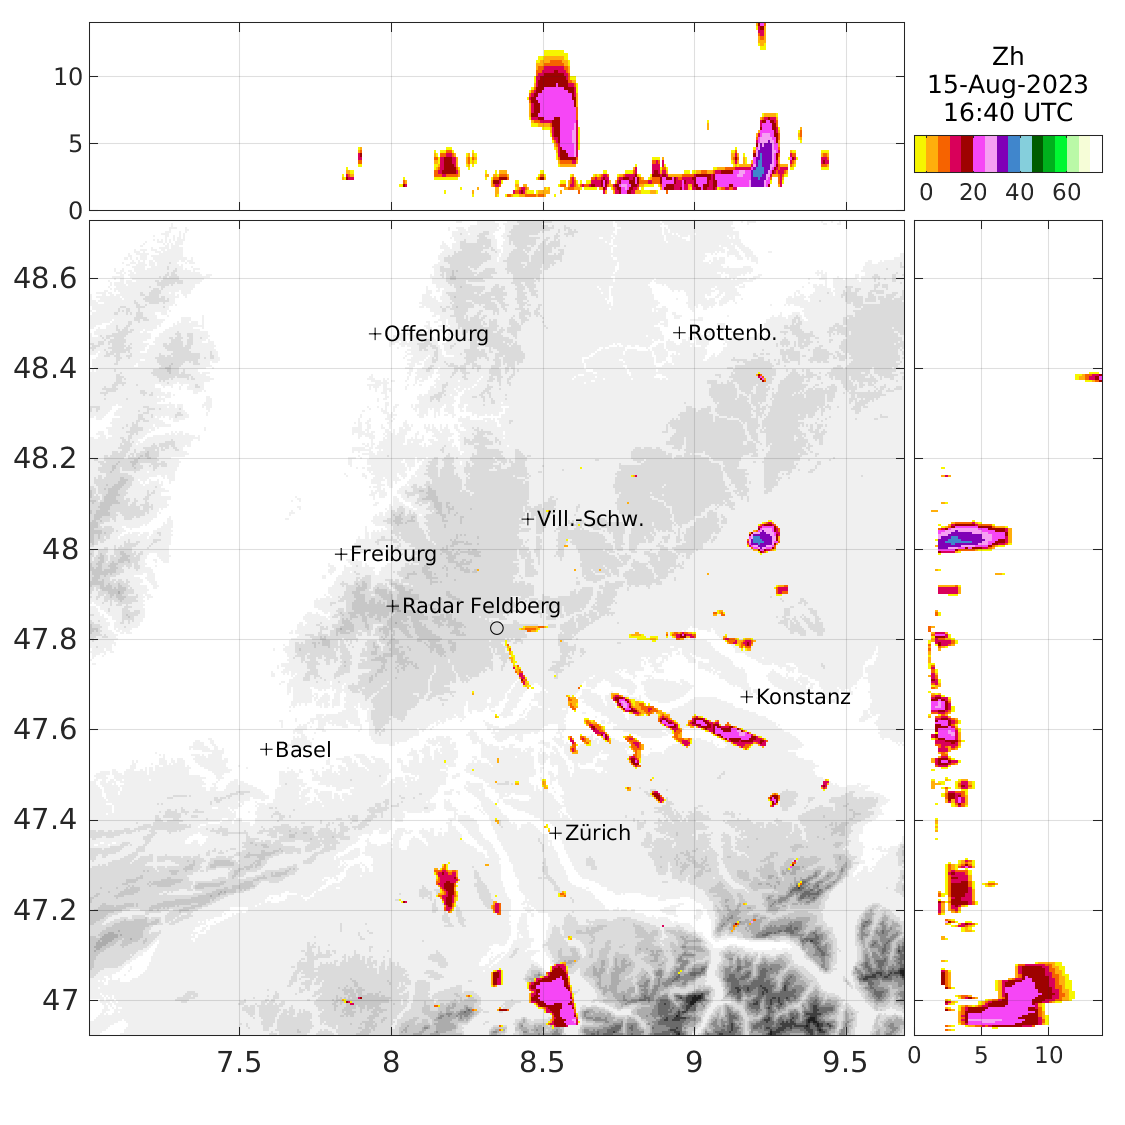 10
5
0
Zh
15-Aug-2023
16:40 UTC
0 20 40 60
48.6
48.4
48.2
48
47.8
47.6
47.4
47.2
47
+Offenburg
+Rottenb.
+Vill.-Schw.
+Freiburg
+Radar Feldberg
+Konstanz
+Basel
+Zürich
7.5 8 8.5 9 9.5
0 5 10